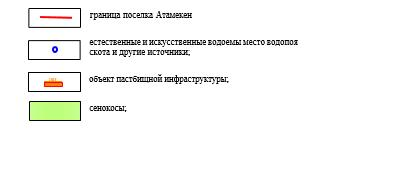 граница поселка Атамекен
естественные и искусственные водоемы место водопоя
скота и другие источники;
объект пастбищной инфраструктуры;
сенокосы;